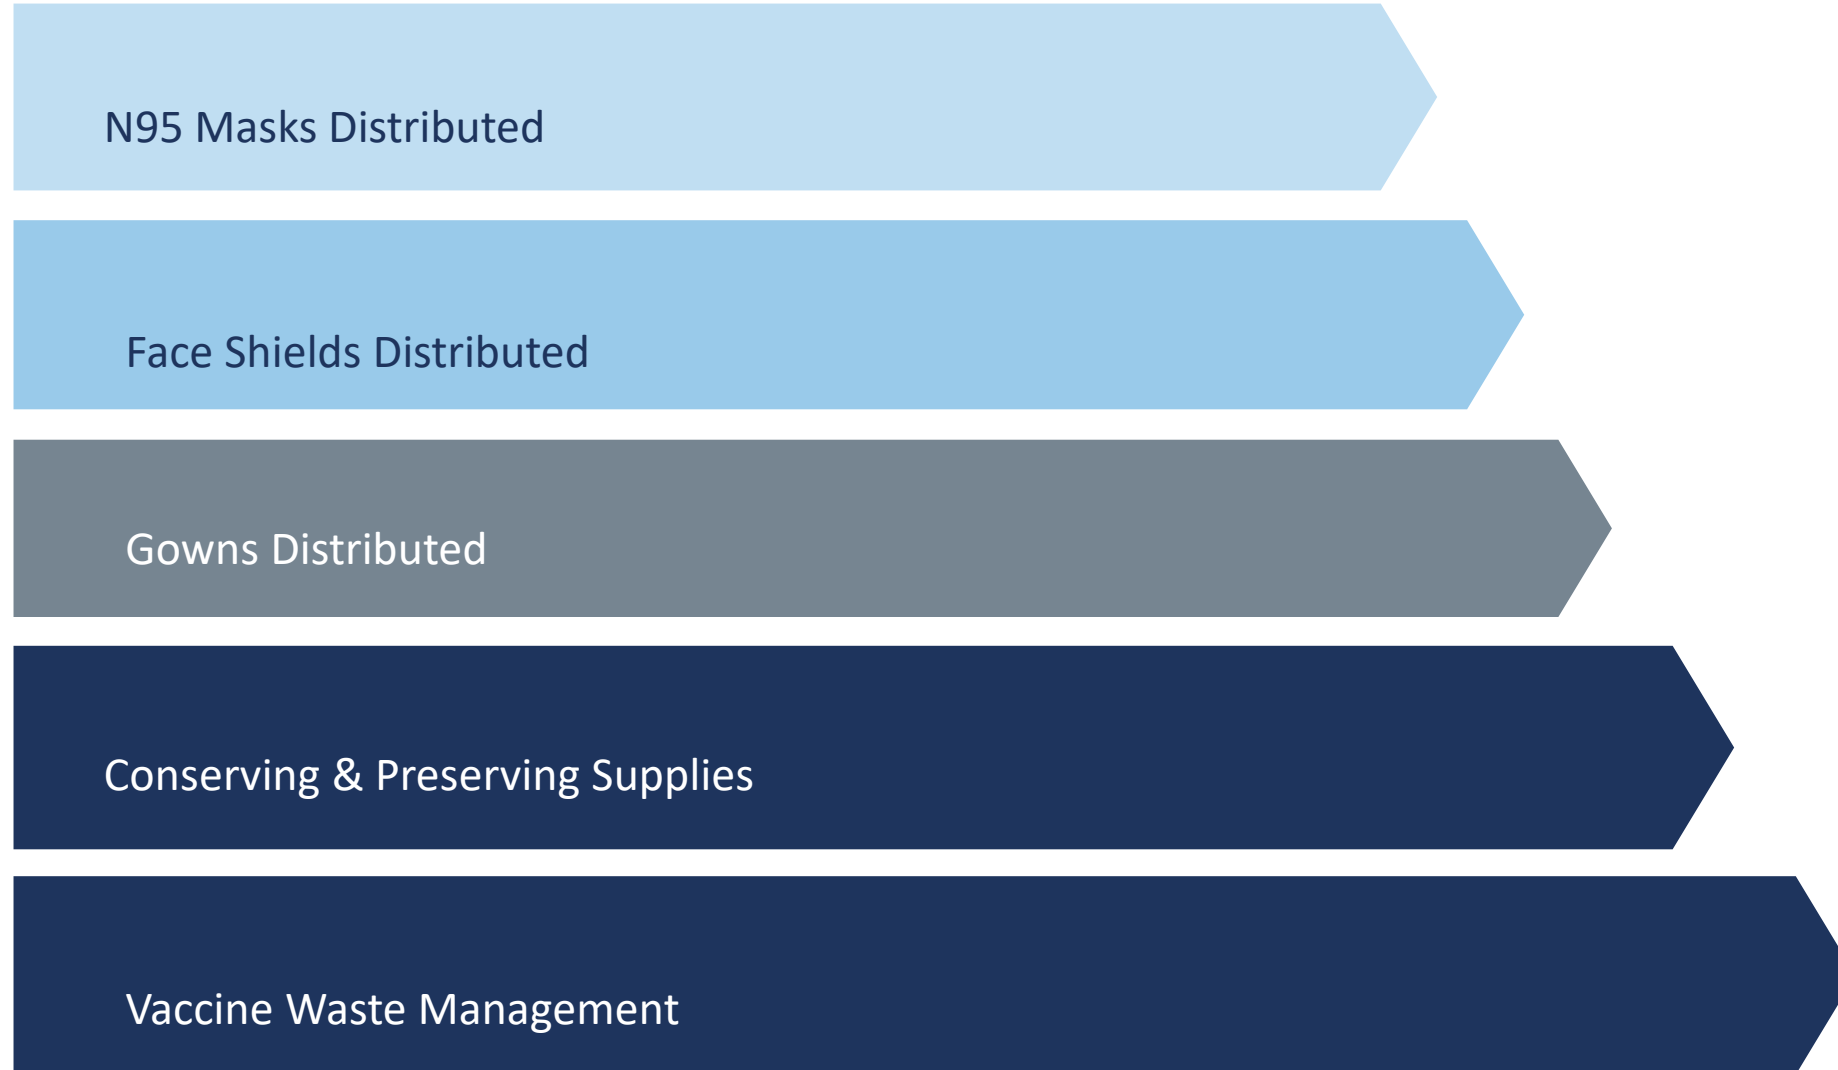 N95 Masks Distributed
Face Shields Distributed
Gowns Distributed
Conserving & Preserving Supplies
Vaccine Waste Management